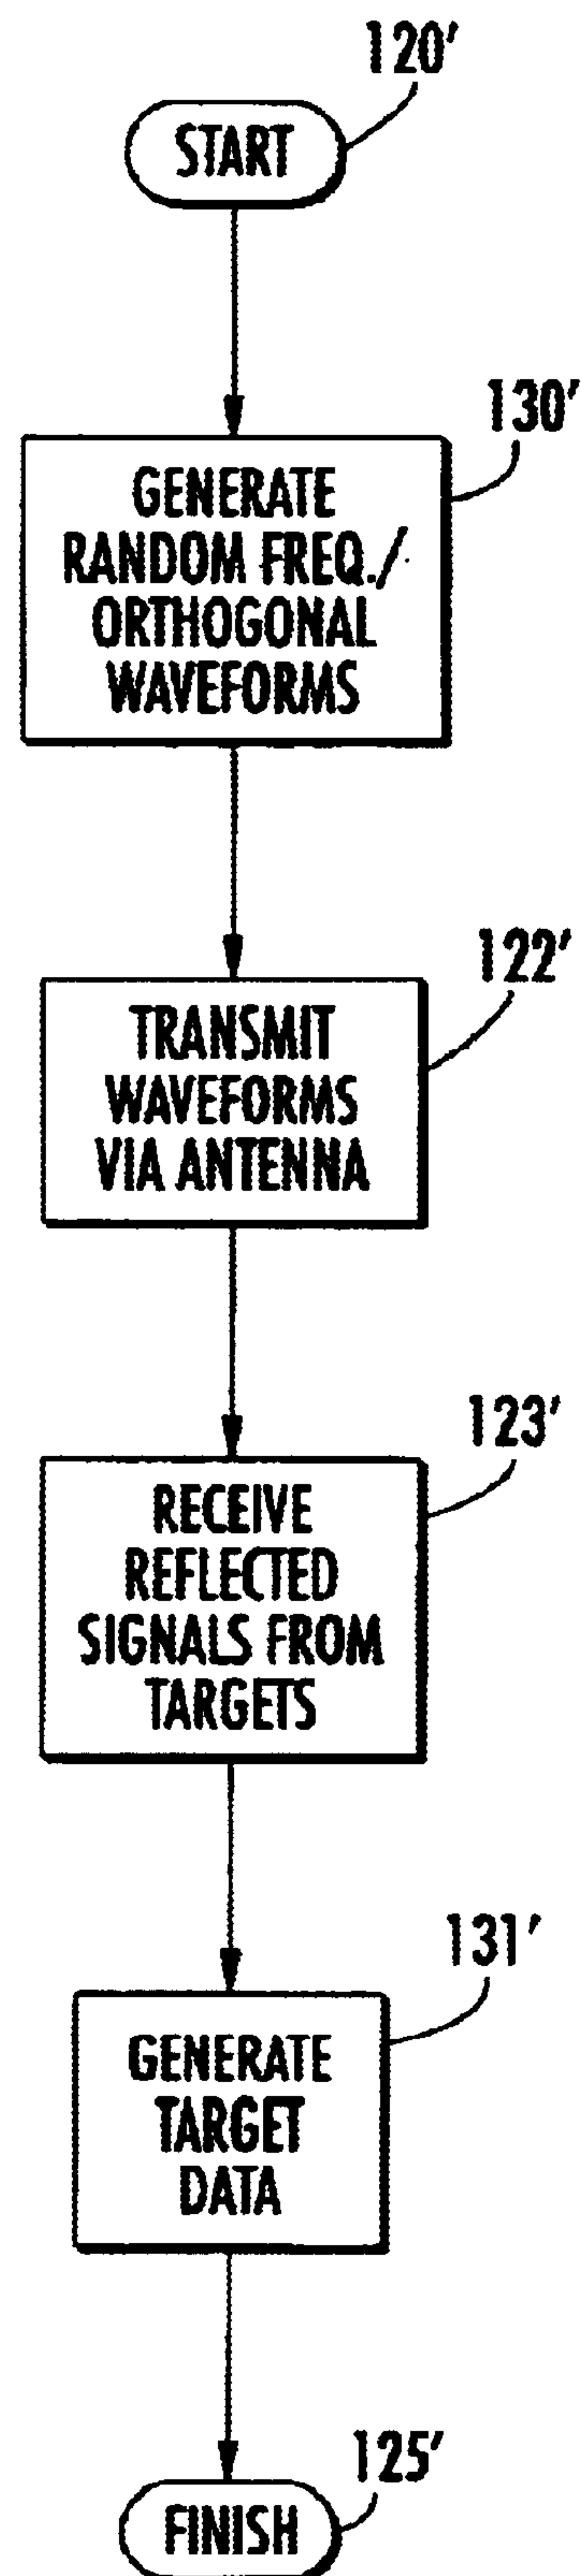 120'
START
130'
GENERATE
RANDOM FREQ./
ORTHOGONAL
WAVEFORMS
122'
TRANSMIT
WAVEFORMS
VIA ANTENNA
123'
RECEIVE
REFLECTED
SIGNALS FROM
TARGETS
131'
GENERATE
TARGET
DATA
125'
FINISH